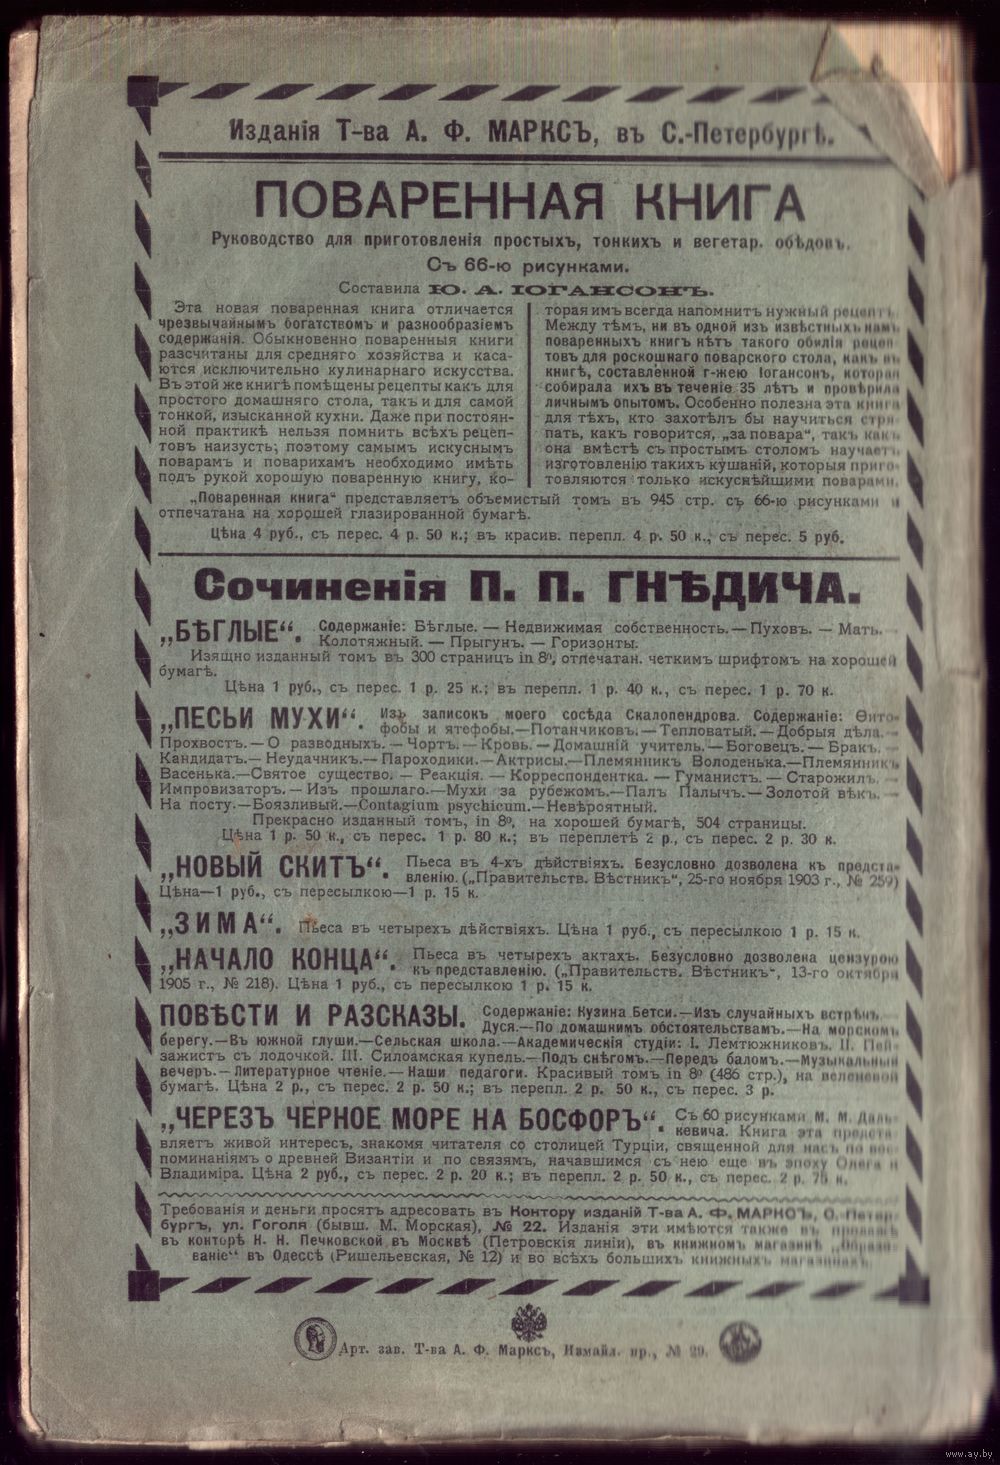 Изданія Т-ва А. Ф. МАРКСЪ, въ С.-Петербургѣ.
ПОВАРЕННАЯ КНИГА
Руководство для приготовленія простыхъ, тонкихъ и вегетар. обѣдовъ.
Съ 66-ю рисунками.
Составила Ю. А. ІОГАНСОНЪ.
Эта новая поваренная книга отличается
чрезвычайнымъ богатствомъ и разнообразіемъ
содержанія. Обыкновенно поваренныя книги
разсчитаны для средняго хозяйства и каса-
ются исключительно кулинарнаго искусства.
Въ этой же книгѣ помѣщены рецепты какъ для
простого домашняго стола, такъ и для самой
тонкой, изысканной кухни. Даже при постоян-
ной практикѣ нельзя помнить всѣхъ рецеп-
товъ наизусть; поэтому самымъ искуснымъ
поварамъ и поварихамъ необходимо имѣть
подъ рукой хорошую поваренную книгу, ко-
торая имъ всегда напомнитъ нужный рецептъ.
Между тѣмъ, ни въ одной изъ извѣстныхъ намъ
поваренныхъ книгъ нѣтъ такого обилія рецеп-
товъ для роскошнаго поварского стола, какъ въ
книгѣ, составленной г-жею Іогансонъ, которая
собирала ихъ въ теченіе 35 лѣтъ и провѣрила
личнымъ опытомъ. Особенно полезна эта книга
для тѣхъ, кто захотѣлъ бы научиться стря-
пать, какъ говорится, „за повара“, такъ какъ
она вмѣстѣ съ простымъ столомъ научаетъ
изготовленію такихъ кушаній, которыя приго-
товляются только искуснѣйшими поварами.
„Поваренная книга“ представляетъ объемистый томъ въ 945 стр. съ 66-ю рисунками и
отпечатана на хорошей глазированной бумагѣ.
Цѣна 4 руб., съ перес. 4 р. 50 к.; въ красив. перепл. 4 р. 50 к., съ перес. 5 руб.
Сочиненія П. П. ГНѢДИЧА.
„БѢГЛЫЕ“. Содержаніе: Бѣглые. — Недвижимая собственность. — Пуховъ. — Мать. —
Колотяжный. — Прыгунъ. — Горизонты.
Изящно изданный томъ въ 300 страницъ in 8º, отпечатан. четкимъ шрифтомъ на хорошей
бумагѣ.
Цѣна 1 руб., съ перес. 1 р. 25 к.; въ перепл. 1 р. 40 к., съ перес. 1 р. 70 к.
„ПЕСЬИ МУХИ“. Изъ записокъ моего сосѣда Скалопендрова. Содержаніе: Ѳито-
фобы и ятефобы.—Потанчиковъ.—Тепловатый.—Добрыя дѣла.—
Прохвостъ.—О разводныхъ.—Чортъ.—Кровь.—Домашній учитель.—Боговецъ.—Бракъ.—
Кандидатъ.—Неудачникъ.—Пароходики.—Актрисы.—Племянникъ Володенька.—Племянникъ
Васенька.—Святое существо.—Реакція.—Корреспондентка.—Гуманистъ.—Старожилъ.—
Импровизаторъ.—Изъ прошлаго.—Мухи за рубежомъ.—Палъ Палычъ.—Золотой вѣкъ.—
На посту.—Боязливый.—Contagium psychicum.—Невѣроятный.
Прекрасно изданный томъ, in 8º, на хорошей бумагѣ, 504 страницы.
Цѣна 1 р. 50 к., съ перес. 1 р. 80 к.; въ переплетѣ 2 р., съ перес. 2 р. 30 к.
„НОВЫЙ СКИТЪ“. Пьеса въ 4-хъ дѣйствіяхъ. Безусловно дозволена къ предста-
вленію. („Правительств. Вѣстникъ“, 25-го ноября 1903 г., № 259)
Цѣна—1 руб., съ пересылкою—1 р. 15 к.
„ЗИМА“. Пьеса въ четырехъ дѣйствіяхъ. Цѣна 1 руб., съ пересылкою 1 р. 15 к.
„НАЧАЛО КОНЦА“. Пьеса въ четырехъ актахъ. Безусловно дозволена цензурою
къ представленію. („Правительств. Вѣстникъ“, 13-го октября
1905 г., № 218). Цѣна 1 руб., съ пересылкою 1 р. 15 к.
ПОВѢСТИ И РАЗСКАЗЫ. Содержаніе: Кузина Бетси.—Изъ случайныхъ встрѣчъ.
Дуся.—По домашнимъ обстоятельствамъ.—На морскомъ
берегу.—Въ южной глуши.—Сельская школа.—Академическія студіи: I. Лемтюжниковъ. II. Пей-
зажистъ съ лодочкой. III. Силоамская купель.—Подъ снѣгомъ.—Передъ баломъ.—Музыкальный
вечеръ.—Литературное чтеніе.—Наши педагоги. Красивый томъ in 8º (486 стр.), на веленевой
бумагѣ. Цѣна 2 р., съ перес. 2 р. 50 к.; въ перепл. 2 р. 50 к., съ перес. 3 р.
„ЧЕРЕЗЪ ЧЕРНОЕ МОРЕ НА БОСФОРЪ“. Съ 60 рисунками М. М. Даль-
кевича. Книга эта предста-
вляетъ живой интересъ, знакомя читателя со столицей Турціи, священной для насъ по вос-
поминаніямъ о древней Византіи и по связямъ, начавшимся съ нею еще въ эпоху Олега и
Владиміра. Цѣна 2 руб., съ перес. 2 р. 20 к.; въ перепл. 2 р. 50 к., съ перес. 2 р. 75 к.
Требованія и деньги просятъ адресовать въ Контору изданій Т-ва А. Ф. МАРКСЪ, С.-Петер-
бургъ, ул. Гоголя (бывш. М. Морская), № 22. Изданія эти имѣются также въ продажѣ
въ конторѣ Н. Н. Печковской въ Москвѣ (Петровскія линіи), въ книжномъ магазинѣ „Образо-
ваніе“ въ Одессѣ (Ришельевская, № 12) и во всѣхъ большихъ книжныхъ магазинахъ.
Арт. зав. Т-ва А. Ф. Марксъ, Измайл. пр., № 29.
www.ay.by